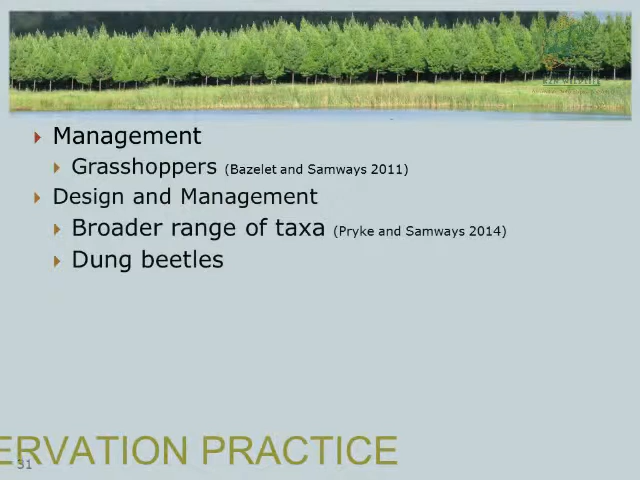 Management
Grasshoppers (Bazelet and Samways 2011)
Design and Management
Broader range of taxa (Pryke and Samways 2014)
Dung beetles
ERVATION PRACTICE
31